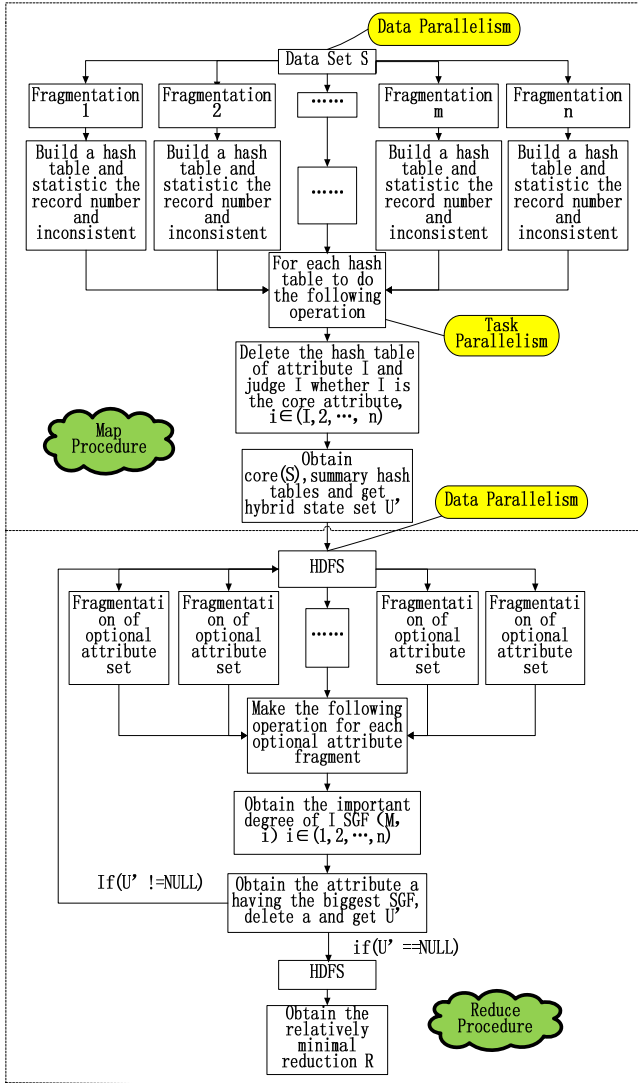 Data Parallelism
Data Set S
Fragmentation
1
Fragmentation
2
……
Fragmentation
m
Fragmentation
n
Build a hash
table and
statistic the
record number
and
inconsistent
Build a hash
table and
statistic the
record number
and
inconsistent
……
Build a hash
table and
statistic the
record number
and
inconsistent
Build a hash
table and
statistic the
record number
and
inconsistent
For each hash
table to do
the following
operation
Task
Parallelism
Delete the hash table
of attribute I and
judge I whether I is
the core attribute,
i∈(I,2,…, n)
Map
Procedure
Obtain
core(S),summary hash
tables and get
hybrid state set U'
Data Parallelism
HDFS
Fragmentati
on of
optional
attribute
set
Fragmentati
on of
optional
attribute
set
……
Fragmentati
on of
optional
attribute
set
Fragmentati
on of
optional
attribute
set
Make the following
operation for each
optional attribute
fragment
Obtain the important
degree of I SGF (M,
i) i∈(1,2,…,n)
If(U' !=NULL)
Obtain the attribute a
having the biggest SGF,
delete a and get U'
if(U' ==NULL)
HDFS
Obtain the
relatively
minimal
reduction R
Reduce
Procedure